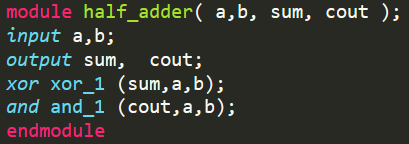 module half_adder( a,b, sum, cout );
input a,b;
output sum,  cout;
xor xor_1 (sum,a,b);
and and_1 (cout,a,b);
endmodule